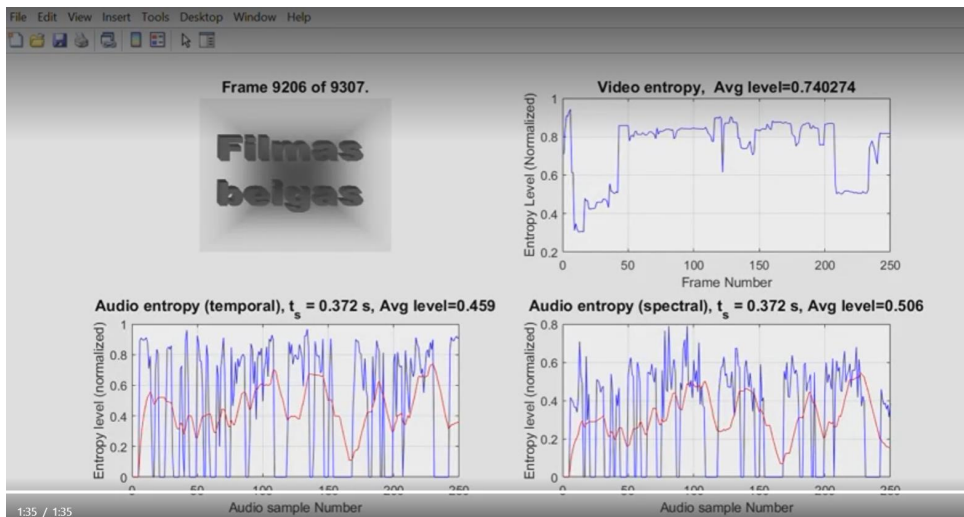 File Edit View Insert Tools Desktop Window Help
Frame 9206 of 9307.
Filmas
beigas
Video entropy, Avg level=0.740274
Entropy Level (Normalized)
1
0.8
0.6
0.4
0.2
0 50 100 150 200 250
Frame Number
Audio entropy (temporal), ts = 0.372 s, Avg level=0.459
Entropy level (normalized)
1
0.8
0.6
0.4
0.2
0
0 50 100 150 200 250
Audio sample Number
Audio entropy (spectral), ts = 0.372 s, Avg level=0.506
Entropy level (normalized)
0.8
0.6
0.4
0.2
0
0 50 100 150 200 250
Audio sample Number
1:35 / 1:35